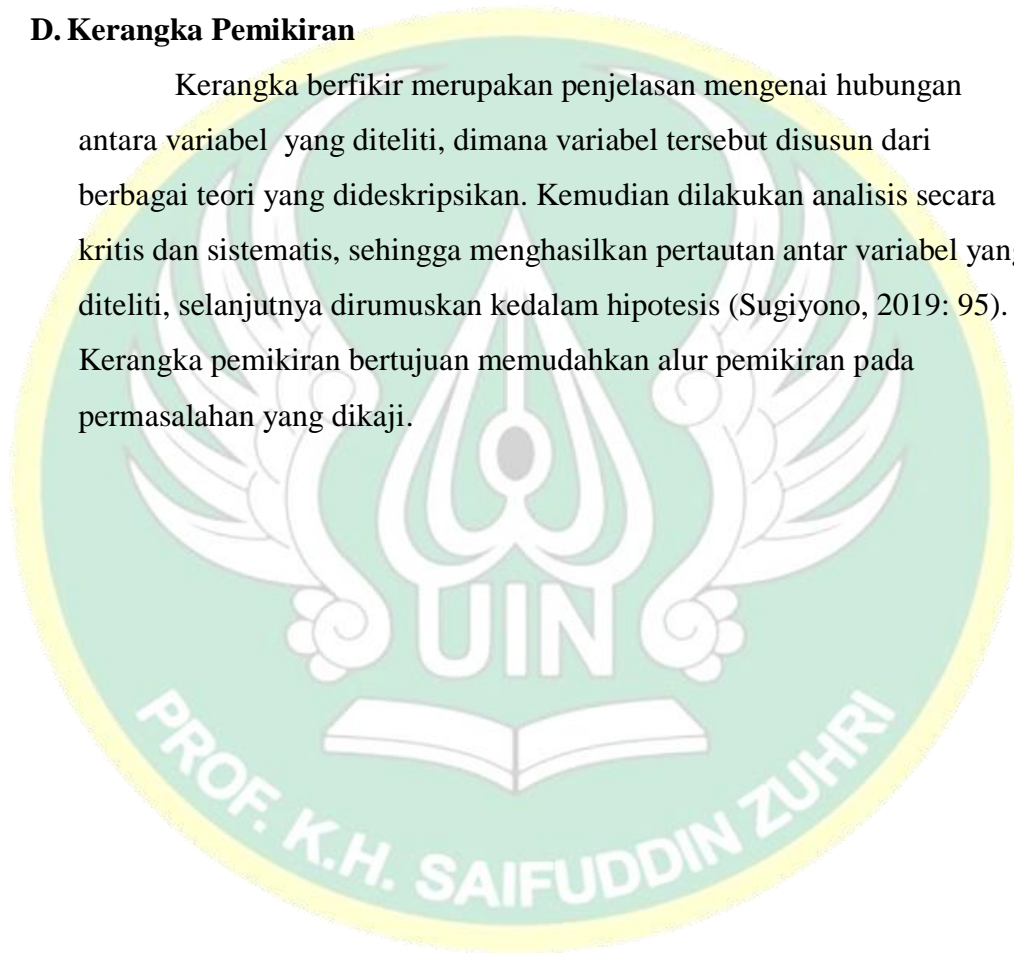 D. Kerangka Pemikiran
Kerangka berfikir merupakan penjelasan mengenai hubungan
antara variabel  yang diteliti, dimana variabel tersebut disusun dari
berbagai teori yang dideskripsikan. Kemudian dilakukan analisis secara
kritis dan sistematis, sehingga menghasilkan pertautan antar variabel yang
diteliti, selanjutnya dirumuskan kedalam hipotesis (Sugiyono, 2019: 95).
Kerangka pemikiran bertujuan memudahkan alur pemikiran pada
permasalahan yang dikaji.
UIN
PROF. K.H. SAIFUDDIN ZUHRI